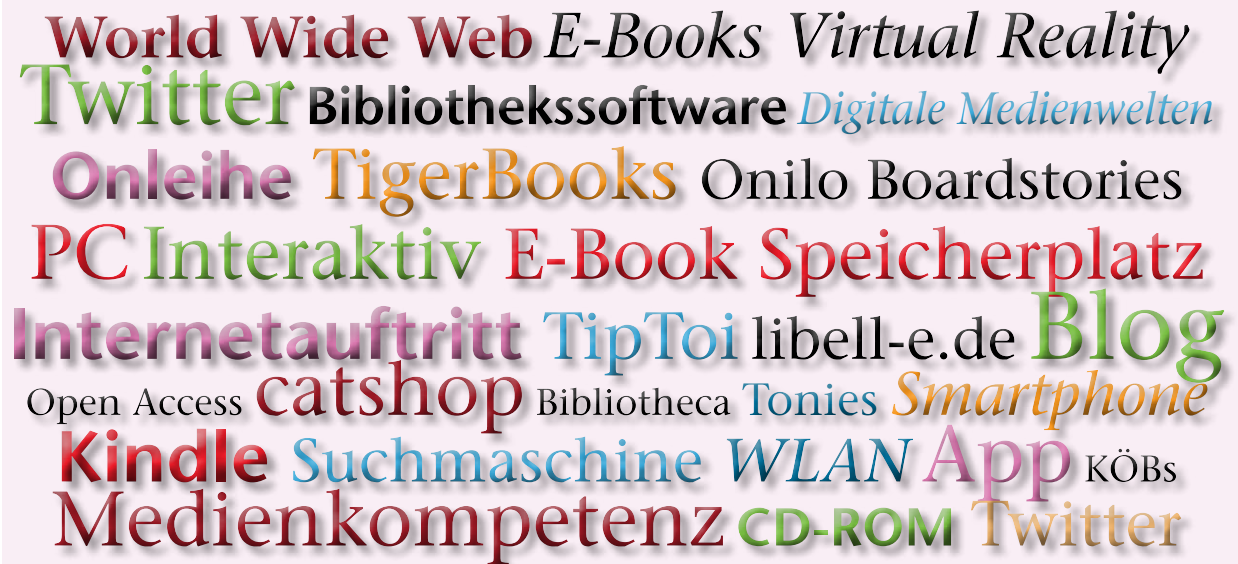 World Wide Web E-Books Virtual Reality
Twitter Bibliothekssoftware Digitale Medienwelten
Onleihe TigerBooks Onilo Boardstories
PC Interaktiv E-Book Speicherplatz
Internetauftritt TipToi libell-e.de Blog
Open Access catshop Bibliotheca Tonies Smartphone
Kindle Suchmaschine WLAN App KÖBs
Medienkompetenz CD-ROM Twitter